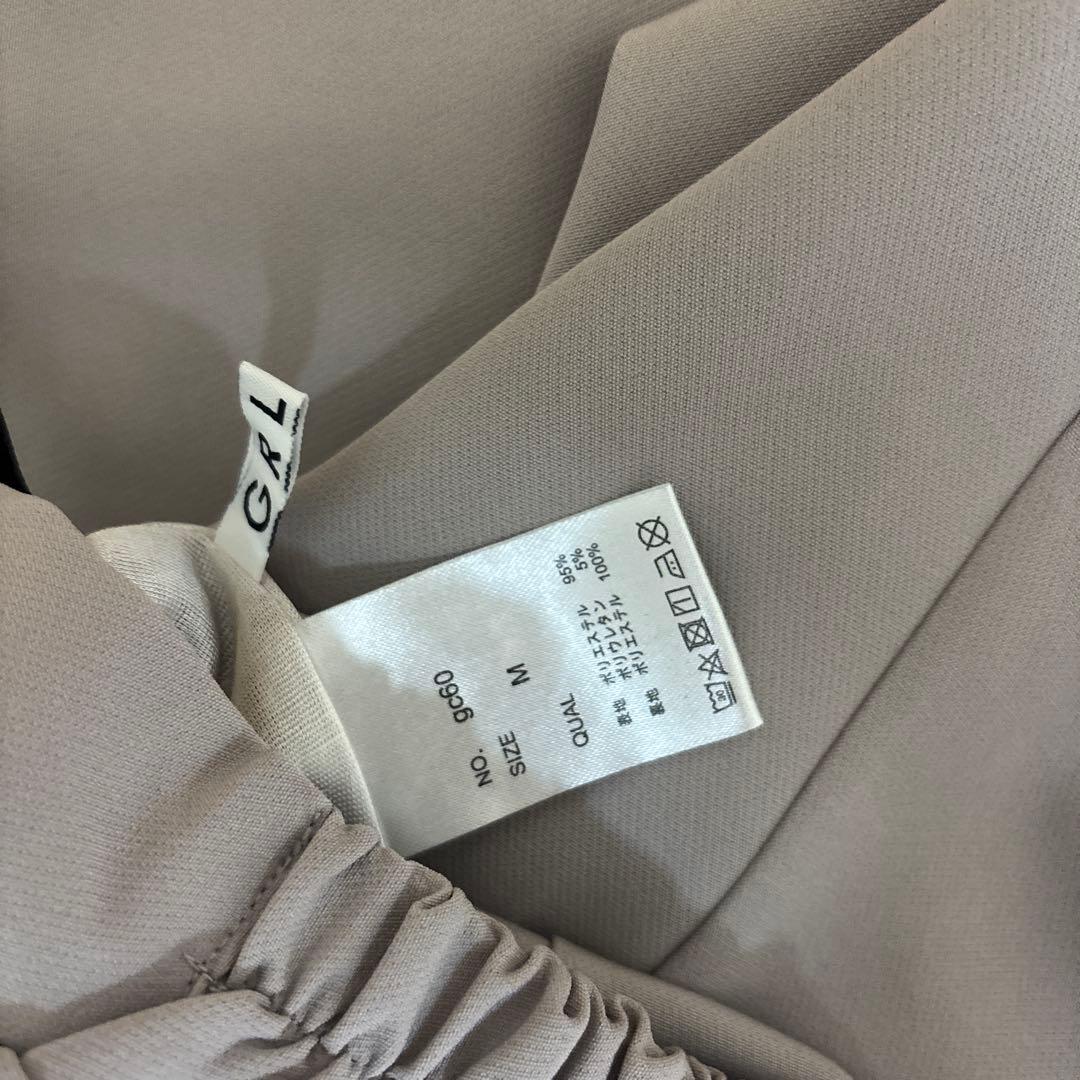 GRL
NO. gc60
SIZE M
QUAL
表地 ポリエステル 95%
ポリウレタン 5%
裏地 ポリエステル 100%